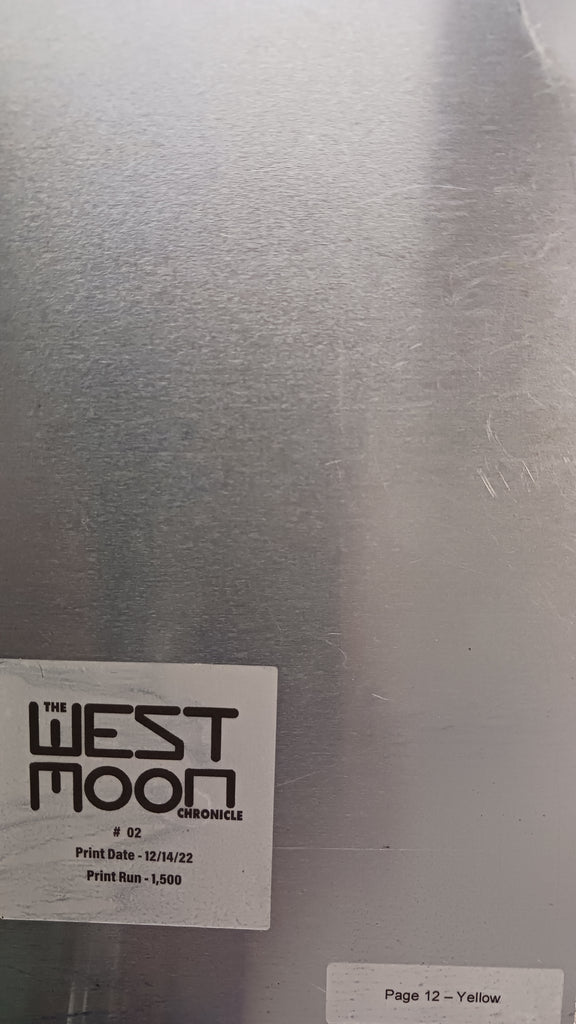 THE
WEST
MOON
CHRONICLE
# 02
Print Date - 12/14/22
Print Run - 1,500
Page 12 – Yellow